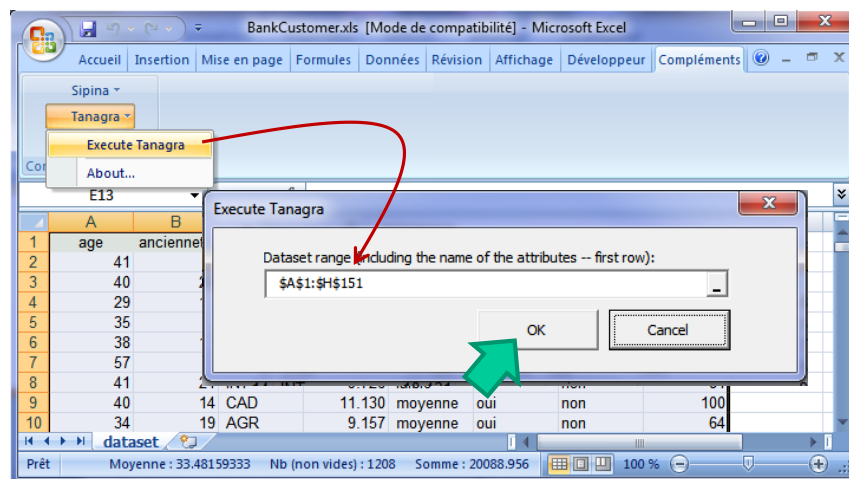 BankCustomer.xls [Mode de compatibilité] - Microsoft Excel
Accueil Insertion Mise en page Formules Données Révision Affichage Développeur Compléments
Sipina
Tanagra
Execute Tanagra
About...
E13
Execute Tanagra
Dataset range (including the name of the attributes -- first row):
$A$1:$H$151
OK Cancel
A B
1 age
2 41
3 40
4 29
5 35
6 38
7 57
8 41
9 40 14 CAD 11.130 moyenne oui non 100
10 34 19 AGR 9.157 moyenne oui non 64
dataset
Prêt Moyenne : 33.48159333 Nb (non vides) : 1208 Somme : 20088.956 100 %